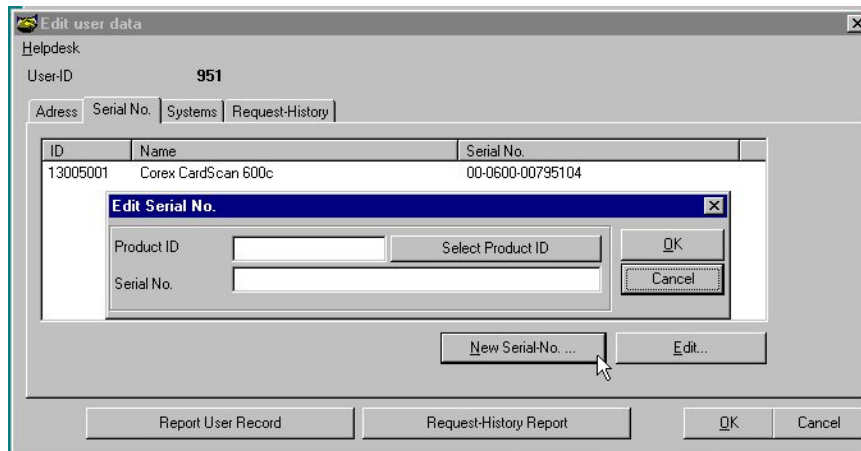 Edit user data
Helpdesk
User-ID 951
Adress Serial No. Systems Request-History
ID Name Serial No.
13005001 Corex CardScan 600c 00-0600-00795104
Edit Serial No.
Product ID Select Product ID OK
Serial No. Cancel
New Serial-No. ... Edit...
Report User Record Request-History Report OK Cancel